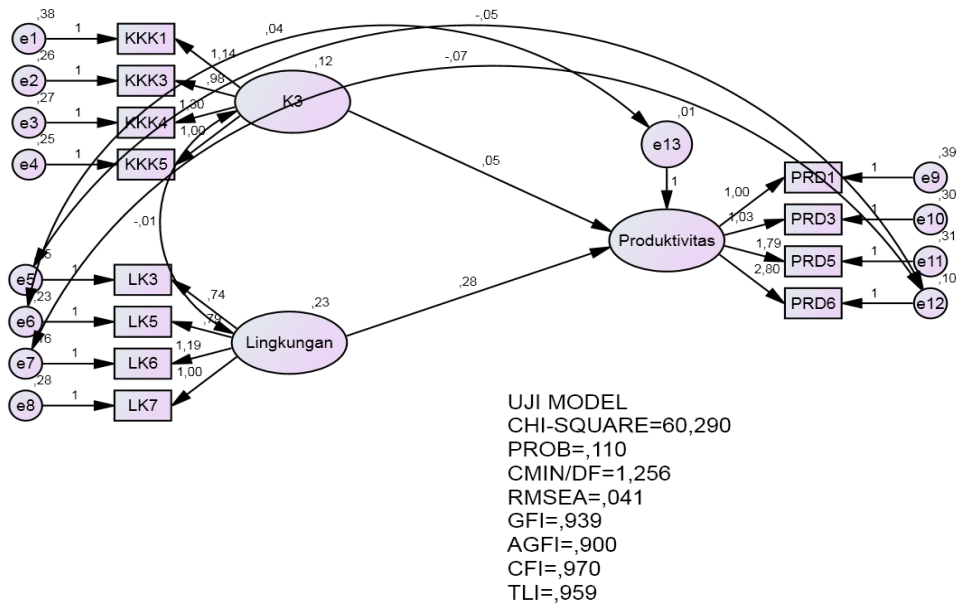 ,38
e1 1 KKK1
,26
e2 1 KKK3
,27
e3 1 KKK4
,25
e4 1 KKK5
1,14
,98
1,30
1,00
,12
K3
,04
-,05
-,07
,01
e13
1
,05
-,01
,28
Produktivitas
1,00
1,03
1,79
2,80
PRD1 1 e9
,39
PRD3 1 e10
,30
PRD5 1 e11
,31
PRD6 1 e12
,10
e5 1 LK3
,23
e6 1 LK5
e7 1 LK6
,28
e8 1 LK7
,74
,79
1,19
1,00
,23
Lingkungan
UJI MODEL
CHI-SQUARE=60,290
PROB=,110
CMIN/DF=1,256
RMSEA=,041
GFI=,939
AGFI=,900
CFI=,970
TLI=,959